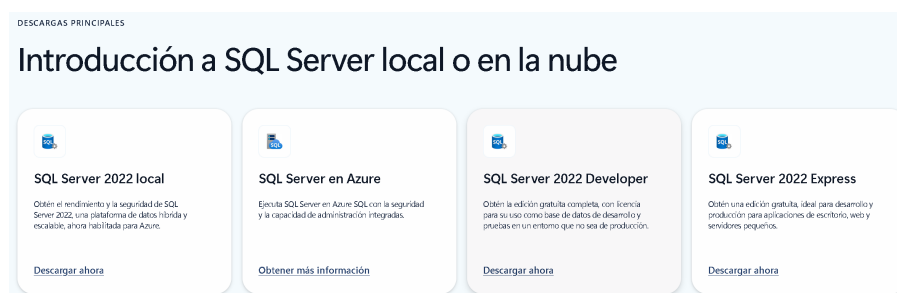 DESCARGAS PRINCIPALES
Introducción a SQL Server local o en la nube
SQL
SQL Server 2022 local
Obtén el rendimiento y la seguridad de SQL
Server 2022, una plataforma de datos híbrida y
escalable, ahora habilitada para Azure.
Descargar ahora
SQL
SQL Server en Azure
Ejecuta SQL Server en Azure SQL con la seguridad
y la capacidad de administración integradas.
Obtener más información
SQL
SQL Server 2022 Developer
Obtén la edición gratuita completa, con licencia
para su uso como base de datos de desarrollo y
pruebas en un entorno que no sea de producción.
Descargar ahora
SQL
SQL Server 2022 Express
Obtén una edición gratuita, ideal para desarrollo y
producción para aplicaciones de escritorio, web y
servidores pequeños.
Descargar ahora